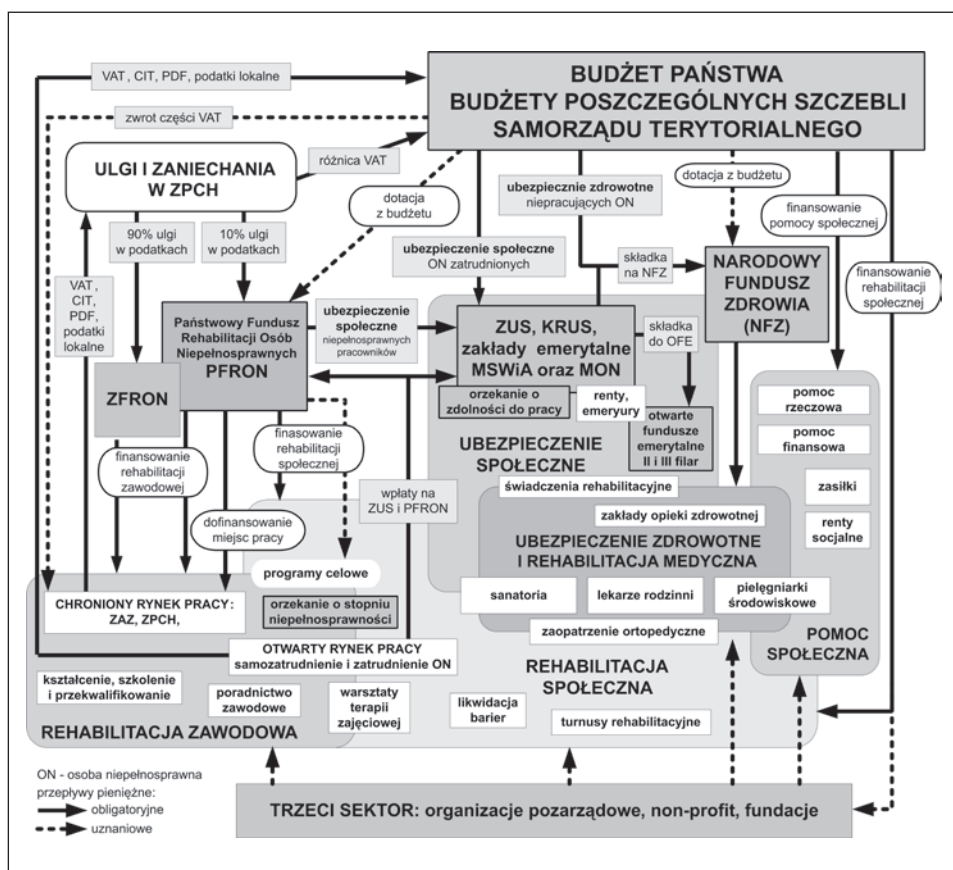 VAT, CIT, PDF, podatki lokalne
BUDŻET PAŃSTWA
BUDŻETY POSZCZEGÓLNYCH SZCZEBLI
SAMORZĄDU TERYTORIALNEGO
zwrot części VAT
ULGI I ZANIECHANIA
W ZPCH
różnica VAT
dotacja
z budżetu
ubezpiecznie zdrowotne
niepracujących ON
dotacja z budżetu
finansowanie
pomocy społecznej
90% ulgi
w podatkach
10% ulgi
w podatkach
ubezpieczenie społeczne
ON zatrudnionych
składka
na NFZ
NARODOWY
FUNDUSZ
ZDROWIA
(NFZ)
finansowanie
rehabilitacji
społecznej
VAT,
CIT,
PDF,
podatki
lokalne
Państwowy Fundusz
Rehabilitacji Osób
Niepełnosprawnych
PFRON
ubezpieczenie
społeczne
niepełnosprawnych
pracowników
ZUS, KRUS,
zakłady emerytalne
MSWiA oraz MON
składka
do OFE
ZFRON
orzekanie o
zdolności do pracy
renty,
emerury
otwarte
fundusze
emerytalne
II i III filar
pomoc
rzeczowa
pomoc
finansowa
zasiłki
renty
socjalne
finansowanie
rehabilitacji
zawodowej
finasowanie
rehabilitacji
społecznej
UBEZPIECZENIE
SPOŁECZNE
świadczenia rehabilitacyjne
wpłaty na
ZUS i PFRON
zakłady opieki zdrowotnej
dofinansowanie
miejsc pracy
UBEZPIECZENIE ZDROWOTNE
I REHABILITACJA MEDYCZNA
programy celowe
CHRONIONY RYNEK PRACY:
ZAZ, ZPCH,
orzekanie o stopniu
niepełnosprawności
sanatoria
lekarze rodzinni
pielęgniarki
środowiskowe
zaopatrzenie ortopedyczne
OTWARTY RYNEK PRACY
samozatrudnienie i zatrudnienie ON
POMOC
SPOŁECZNA
REHABILITACJA
SPOŁECZNA
kształcenie, szkolenie
i przekwalifikowanie
poradnictwo
zawodowe
warsztaty
terapii
zajęciowej
likwidacja
barier
turnusy rehabilitacyjne
REHABILITACJA ZAWODOWA
ON - osoba niepełnosprawna
przepływy pieniężne:
obligatoryjne
uznaniowe
TRZECI SEKTOR: organizacje pozarządowe, non-profit, fundacje